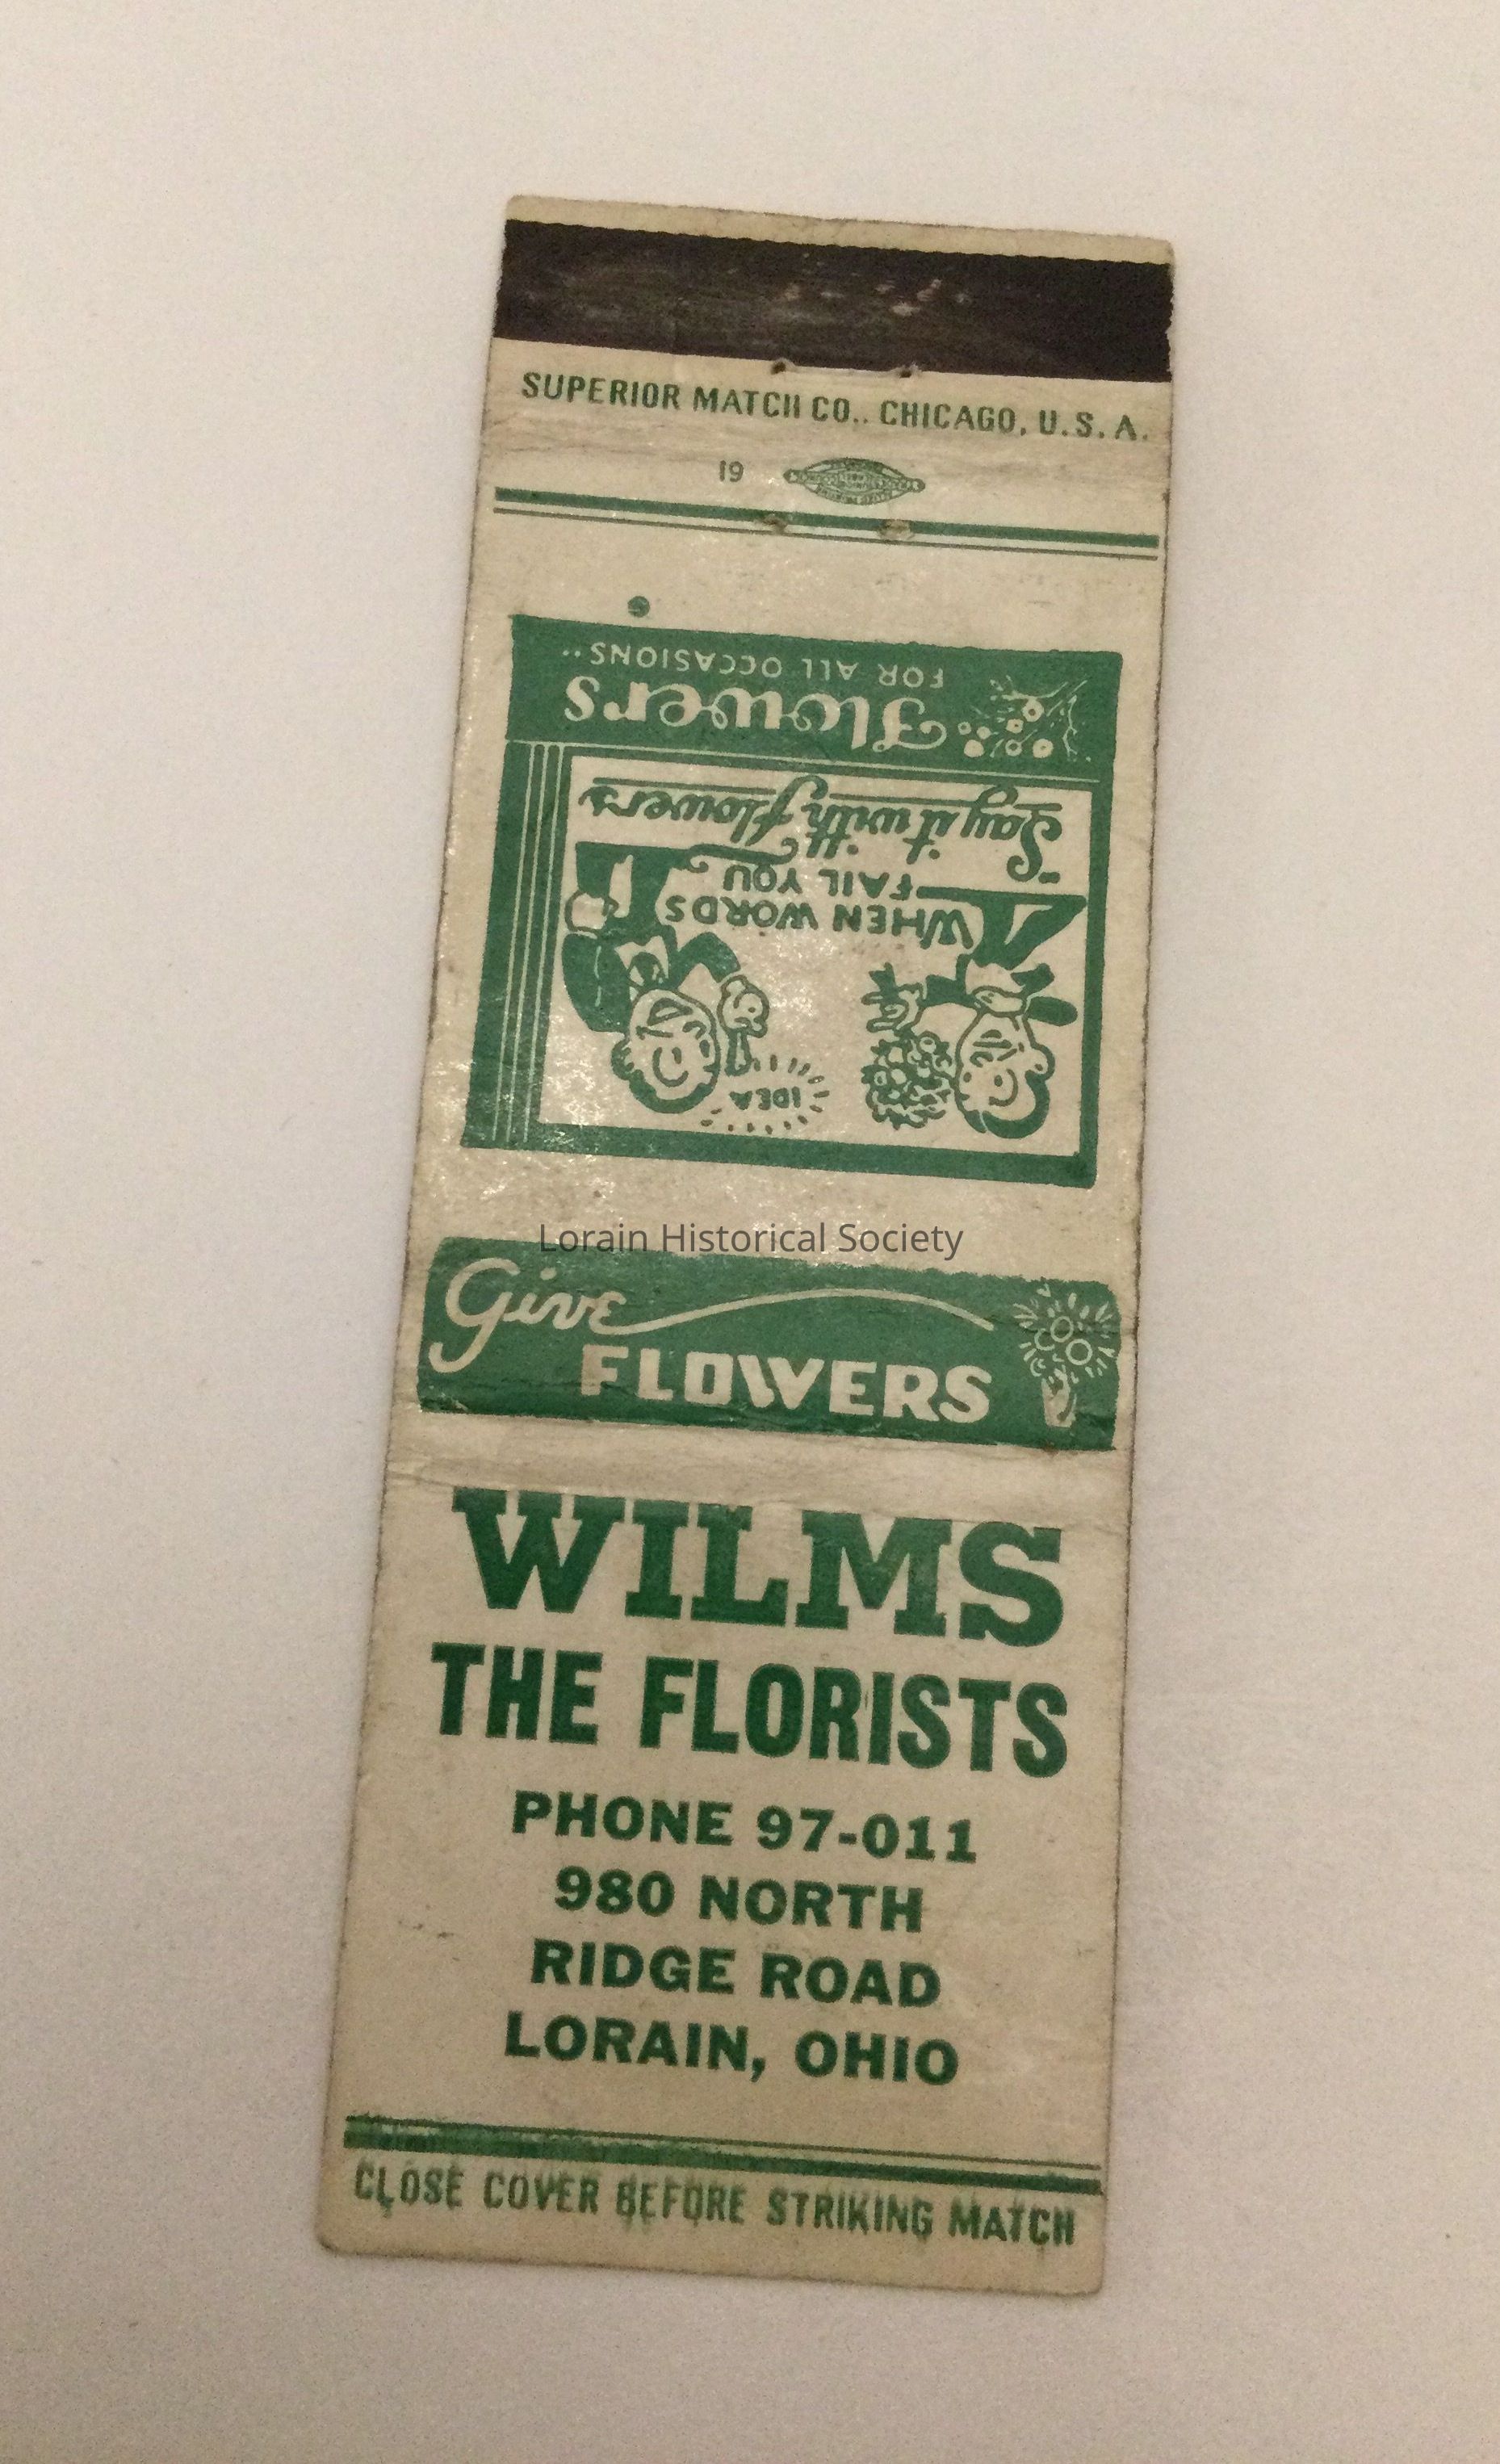 SUPERIOR MATCH CO., CHICAGO, U.S.A.
19
Flowers
FOR ALL OCCASIONS..
IDEA
WHEN WORDS
FAIL YOU
"Say it with flowers"
Lorain Historical Society
Give
FLOWERS
WILMS
THE FLORISTS
PHONE 97-011
980 NORTH
RIDGE ROAD
LORAIN, OHIO
CLOSE COVER BEFORE STRIKING MATCH